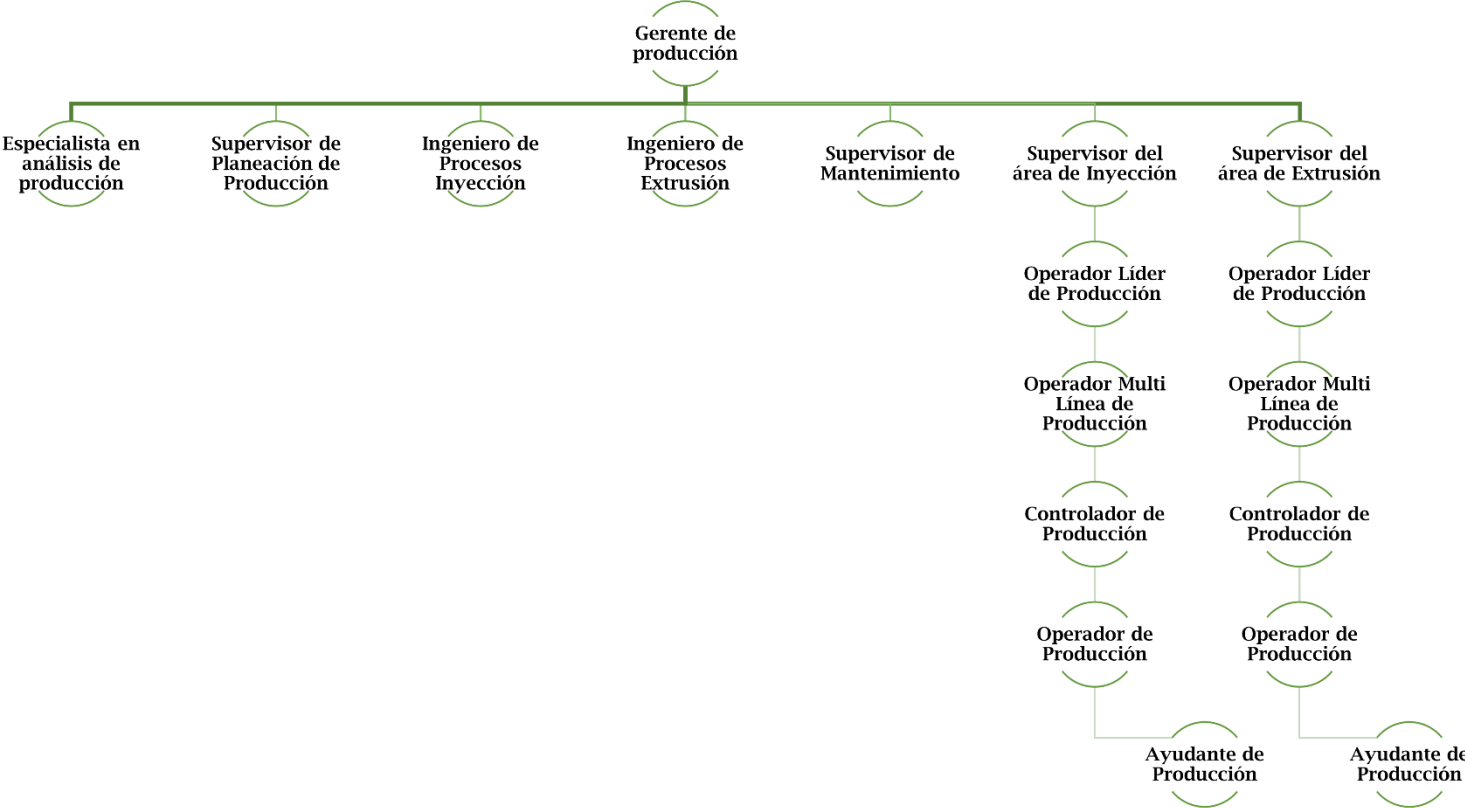 Gerente de
producción
Especialista en
análisis de
producción
Supervisor de
Planeación de
Producción
Ingeniero de
Procesos
Inyección
Ingeniero de
Procesos
Extrusión
Supervisor de
Mantenimiento
Supervisor del
área de Inyección
Supervisor del
área de Extrusión
Operador Líder
de Producción
Operador Líder
de Producción
Operador Multi
Línea de
Producción
Operador Multi
Línea de
Producción
Controlador de
Producción
Controlador de
Producción
Operador de
Producción
Operador de
Producción
Ayudante de
Producción
Ayudante de
Producción